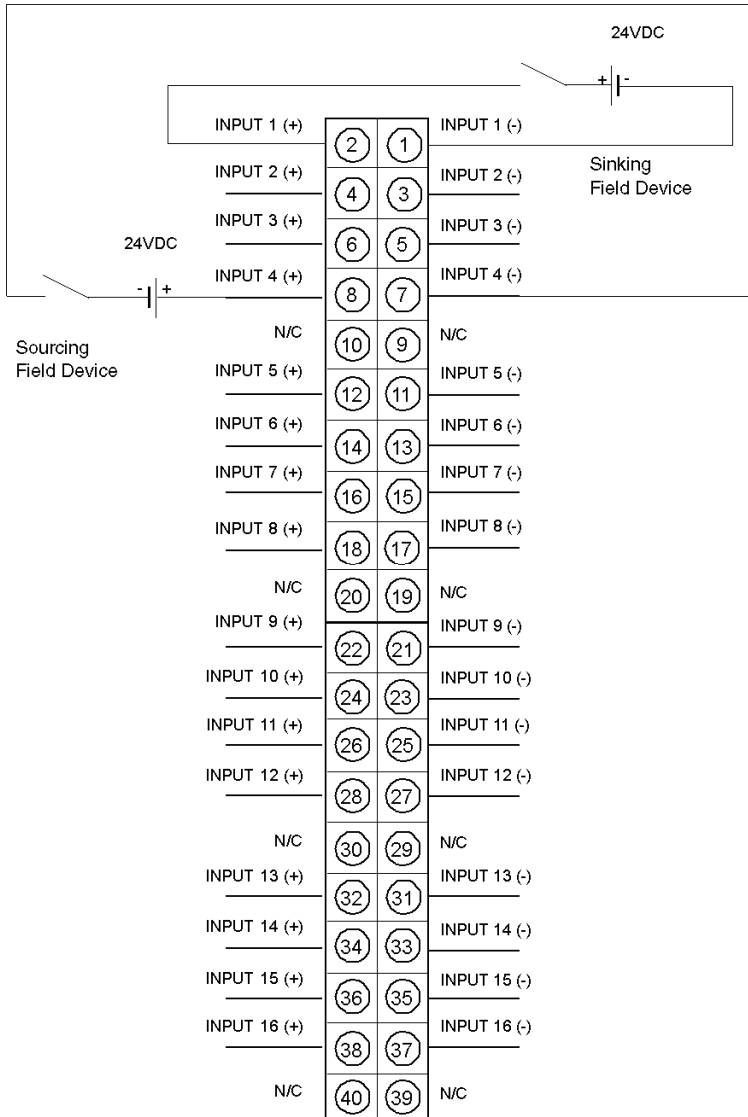 24VDC
+ -
INPUT 1 (+) 2 1 INPUT 1 (-)
Sinking
Field Device
INPUT 2 (+) 4 3 INPUT 2 (-)
INPUT 3 (+) 6 5 INPUT 3 (-)
24VDC
- +
INPUT 4 (+) 8 7 INPUT 4 (-)
Sourcing
Field Device
N/C 10 9 N/C
INPUT 5 (+) 12 11 INPUT 5 (-)
INPUT 6 (+) 14 13 INPUT 6 (-)
INPUT 7 (+) 16 15 INPUT 7 (-)
INPUT 8 (+) 18 17 INPUT 8 (-)
N/C 20 19 N/C
INPUT 9 (+) 22 21 INPUT 9 (-)
INPUT 10 (+) 24 23 INPUT 10 (-)
INPUT 11 (+) 26 25 INPUT 11 (-)
INPUT 12 (+) 28 27 INPUT 12 (-)
N/C 30 29 N/C
INPUT 13 (+) 32 31 INPUT 13 (-)
INPUT 14 (+) 34 33 INPUT 14 (-)
INPUT 15 (+) 36 35 INPUT 15 (-)
INPUT 16 (+) 38 37 INPUT 16 (-)
N/C 40 39 N/C